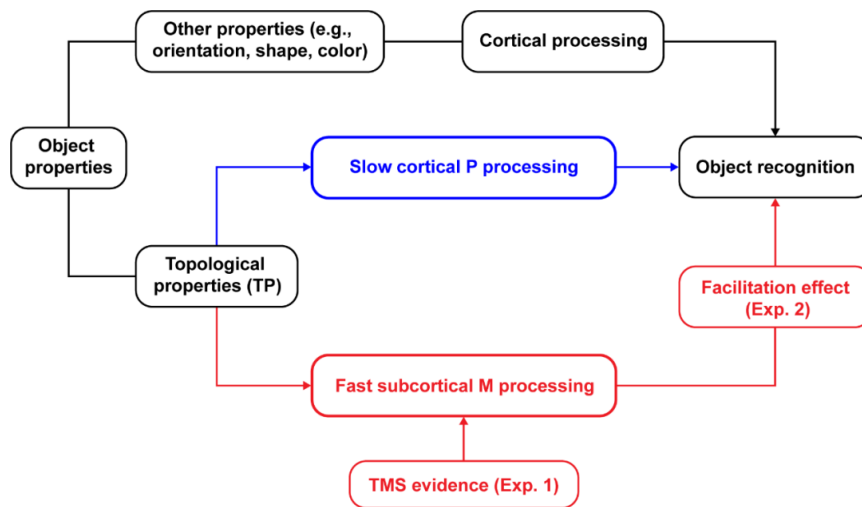 Other properties (e.g.,
orientation, shape, color)
Cortical processing
Object
properties
Slow cortical P processing
Object recognition
Topological
properties (TP)
Facilitation effect
(Exp. 2)
Fast subcortical M processing
TMS evidence (Exp. 1)